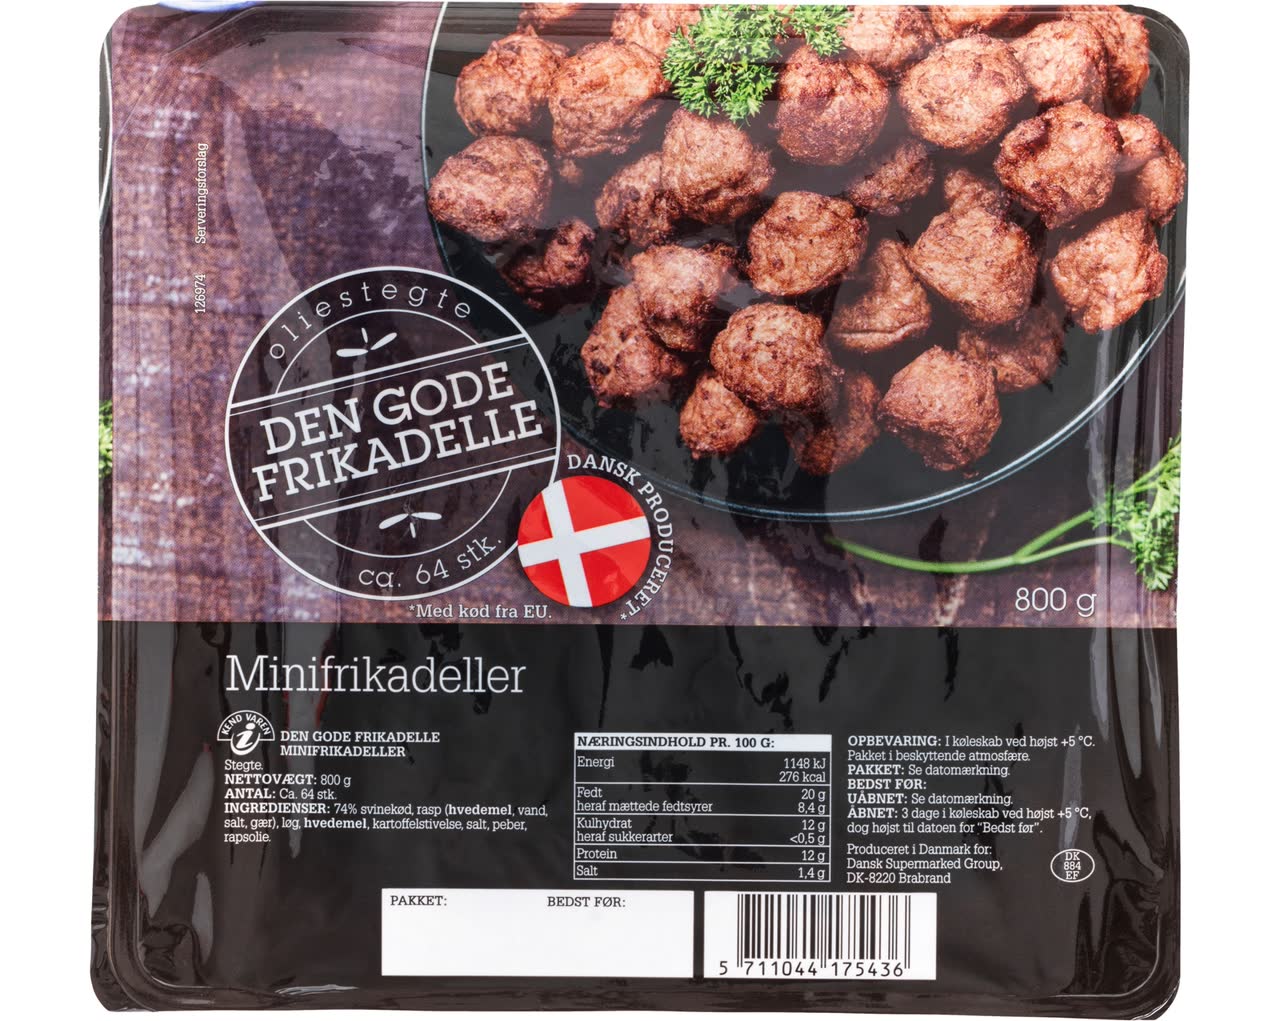 Serveringsforslag
126974
oliestegte
DEN GODE
FRIKADELLE
ca. 64 stk.
DANSK PRODUCERET*
*Med kød fra EU.
800 g
Minifrikadeller
KEND VAREN
i
DEN GODE FRIKADELLE
MINIFRIKADELLER
Stegte.
NETTOVÆGT: 800 g
ANTAL: Ca. 64 stk.
INGREDIENSER: 74% svinekød, rasp (hvedemel, vand,
salt, gær), løg, hvedemel, kartoffelstivelse, salt, peber,
rapsolie.
NÆRINGSINDHOLD PR. 100 G:
Energi 1148 kJ
276 kcal
Fedt 20 g
heraf mættede fedtsyrer 8,4 g
Kulhydrat 12 g
heraf sukkerarter <0,5 g
Protein 12 g
Salt 1,4 g
OPBEVARING: I køleskab ved højst +5 °C.
Pakket i beskyttende atmosfære.
PAKKET: Se datomærkning.
BEDST FØR:
UÅBNET: Se datomærkning.
ÅBNET: 3 dage i køleskab ved højst +5 °C,
dog højst til datoen for "Bedst før".
Produceret i Danmark for:
Dansk Supermarked Group,
DK-8220 Brabrand
DK
884
EF
PAKKET: BEDST FØR:
5 711044 175436